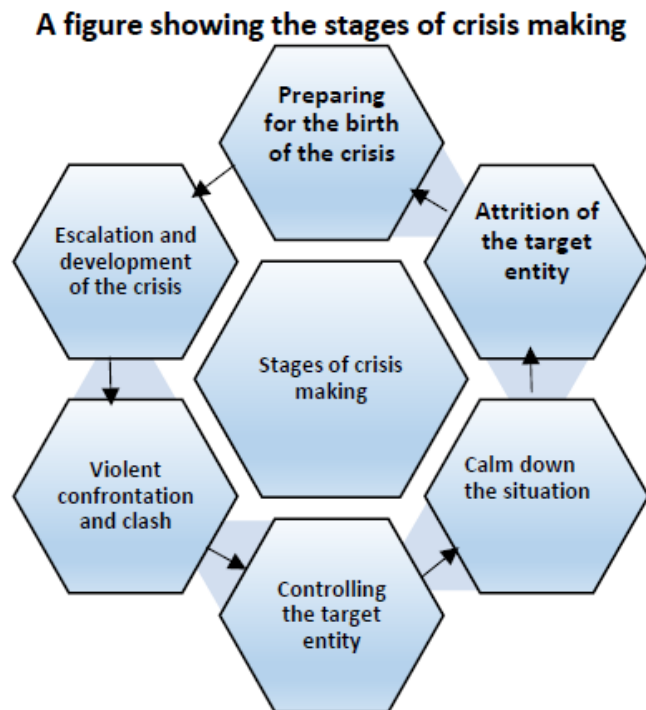 A figure showing the stages of crisis making
Preparing
for the birth
of the crisis
Escalation and
development
of the crisis
Violent
confrontation
and clash
Controlling
the target
entity
Calm down
the situation
Attrition of
the target
entity
Stages of crisis
making